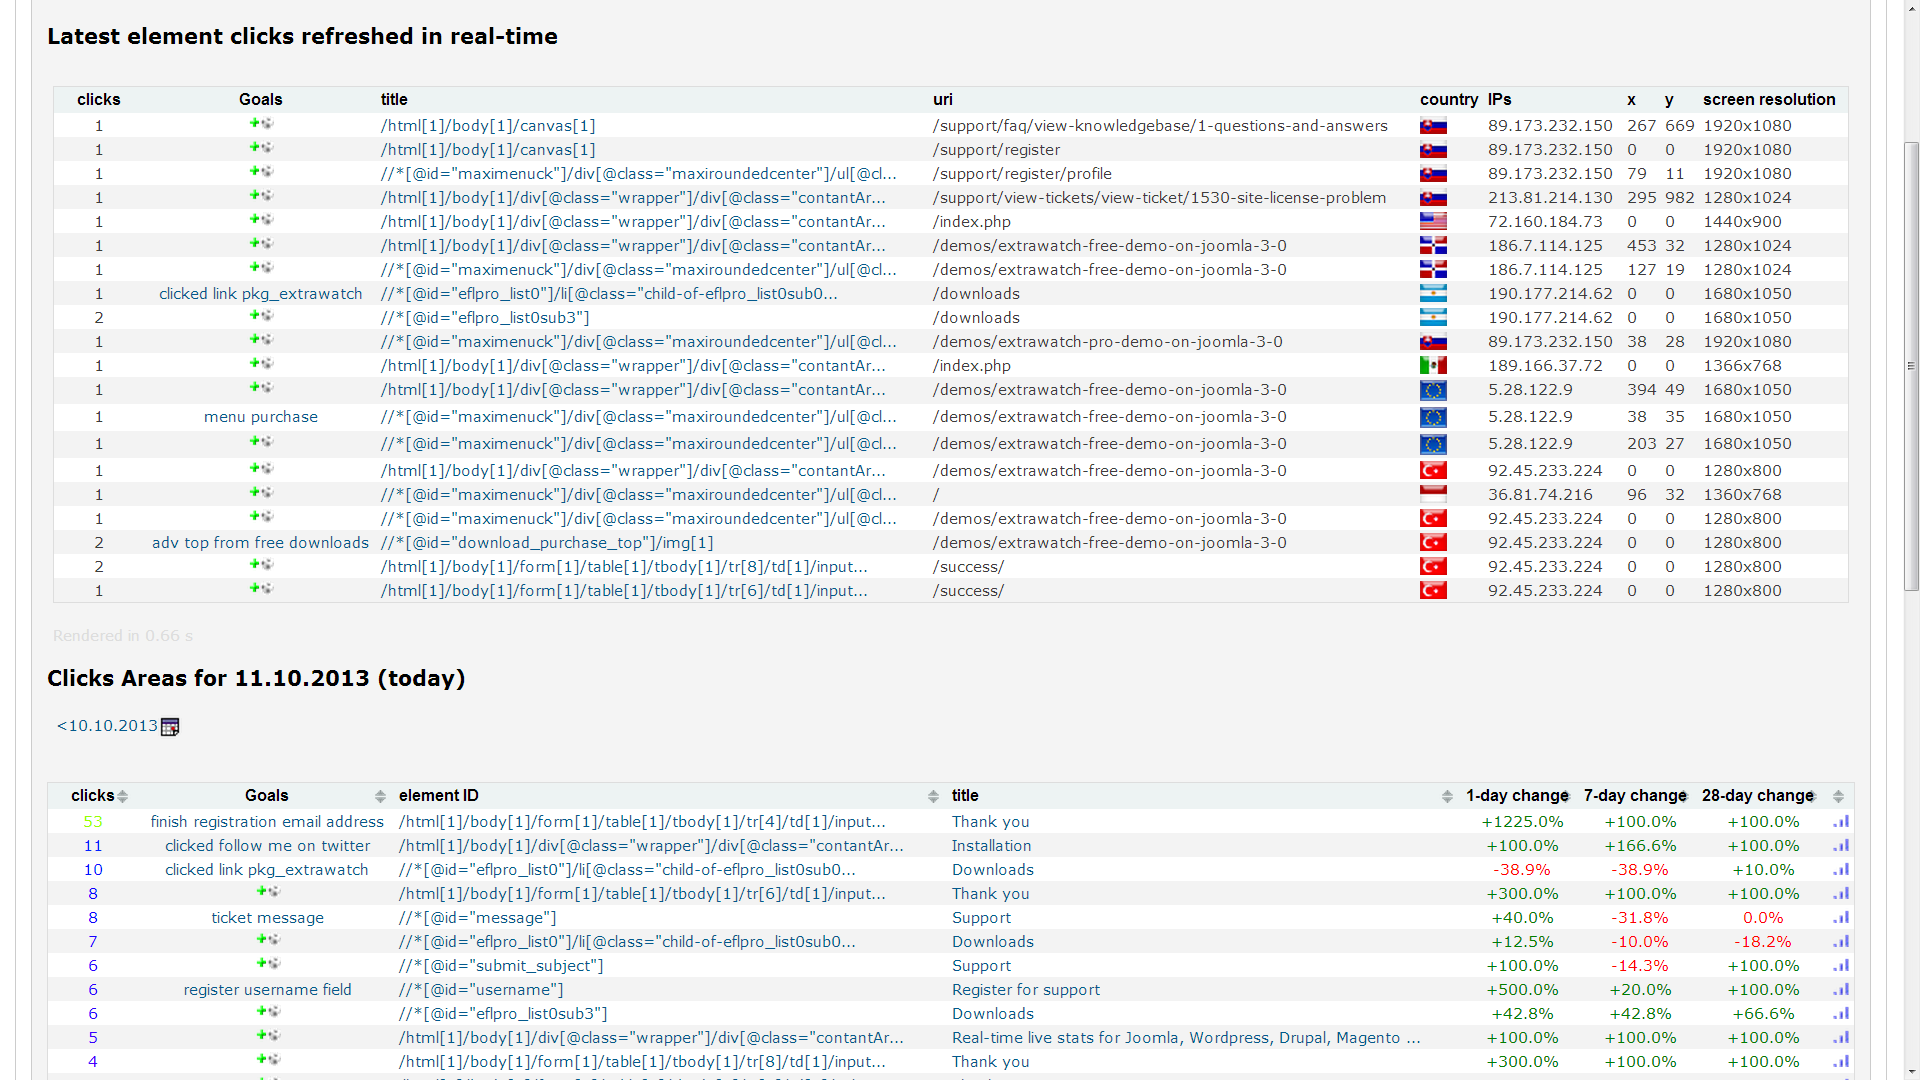 Latest element clicks refreshed in real-time
clicks Goals title uri country IPs x y screen resolution
1 /html[1]/body[1]/canvas[1] /support/faq/view-knowledgebase/1-questions-and-answers 89.173.232.150 267 669 1920x1080
1 /html[1]/body[1]/canvas[1] /support/register 89.173.232.150 0 0 1920x1080
1 //*[@id="maximenuck"]/div[@class="maxiroundedcenter"]/ul[@cl... /support/register/profile 89.173.232.150 79 11 1920x1080
1 /html[1]/body[1]/div[@class="wrapper"]/div[@class="contantAr... /support/view-tickets/view-ticket/1530-site-license-problem 213.81.214.130 295 982 1280x1024
1 /html[1]/body[1]/div[@class="wrapper"]/div[@class="contantAr... /index.php 72.160.184.73 0 0 1440x900
1 /html[1]/body[1]/div[@class="wrapper"]/div[@class="contantAr... /demos/extrawatch-free-demo-on-joomla-3-0 186.7.114.125 453 32 1280x1024
1 //*[@id="maximenuck"]/div[@class="maxiroundedcenter"]/ul[@cl... /demos/extrawatch-free-demo-on-joomla-3-0 186.7.114.125 127 19 1280x1024
1 clicked link pkg_extrawatch //*[@id="eflpro_list0"]/li[@class="child-of-eflpro_list0sub0... /downloads 190.177.214.62 0 0 1680x1050
2 //*[@id="eflpro_list0sub3"] /downloads 190.177.214.62 0 0 1680x1050
1 //*[@id="maximenuck"]/div[@class="maxiroundedcenter"]/ul[@cl... /demos/extrawatch-pro-demo-on-joomla-3-0 89.173.232.150 38 28 1920x1080
1 /html[1]/body[1]/div[@class="wrapper"]/div[@class="contantAr... /index.php 189.166.37.72 0 0 1366x768
1 /html[1]/body[1]/div[@class="wrapper"]/div[@class="contantAr... /demos/extrawatch-free-demo-on-joomla-3-0 5.28.122.9 394 49 1680x1050
1 menu purchase //*[@id="maximenuck"]/div[@class="maxiroundedcenter"]/ul[@cl... /demos/extrawatch-free-demo-on-joomla-3-0 5.28.122.9 38 35 1680x1050
1 //*[@id="maximenuck"]/div[@class="maxiroundedcenter"]/ul[@cl... /demos/extrawatch-free-demo-on-joomla-3-0 5.28.122.9 203 27 1680x1050
1 /html[1]/body[1]/div[@class="wrapper"]/div[@class="contantAr... /demos/extrawatch-free-demo-on-joomla-3-0 92.45.233.224 0 0 1280x800
1 //*[@id="maximenuck"]/div[@class="maxiroundedcenter"]/ul[@cl... / 36.81.74.216 96 32 1360x768
1 //*[@id="maximenuck"]/div[@class="maxiroundedcenter"]/ul[@cl... /demos/extrawatch-free-demo-on-joomla-3-0 92.45.233.224 0 0 1280x800
2 adv top from free downloads //*[@id="download_purchase_top"]/img[1] /demos/extrawatch-free-demo-on-joomla-3-0 92.45.233.224 0 0 1280x800
2 /html[1]/body[1]/form[1]/table[1]/tbody[1]/tr[8]/td[1]/input... /success/ 92.45.233.224 0 0 1280x800
1 /html[1]/body[1]/form[1]/table[1]/tbody[1]/tr[6]/td[1]/input... /success/ 92.45.233.224 0 0 1280x800
Rendered in 0.66 s
Clicks Areas for 11.10.2013 (today)
<10.10.2013
clicks Goals element ID title 1-day change 7-day change 28-day change
53 finish registration email address /html[1]/body[1]/form[1]/table[1]/tbody[1]/tr[4]/td[1]/input... Thank you +1225.0% +100.0% +100.0%
11 clicked follow me on twitter /html[1]/body[1]/div[@class="wrapper"]/div[@class="contantAr... Installation +100.0% +166.6% +100.0%
10 clicked link pkg_extrawatch //*[@id="eflpro_list0"]/li[@class="child-of-eflpro_list0sub0... Downloads -38.9% -38.9% +10.0%
8 /html[1]/body[1]/form[1]/table[1]/tbody[1]/tr[6]/td[1]/input... Thank you +300.0% +100.0% +100.0%
8 ticket message //*[@id="message"] Support +40.0% -31.8% 0.0%
7 //*[@id="eflpro_list0"]/li[@class="child-of-eflpro_list0sub0... Downloads +12.5% -10.0% -18.2%
6 //*[@id="submit_subject"] Support +100.0% -14.3% +100.0%
6 register username field //*[@id="username"] Register for support +500.0% +20.0% +100.0%
6 //*[@id="eflpro_list0sub3"] Downloads +42.8% +42.8% +66.6%
5 /html[1]/body[1]/div[@class="wrapper"]/div[@class="contantAr... Real-time live stats for Joomla, Wordpress, Drupal, Magento ... +100.0% +100.0% +100.0%
4 /html[1]/body[1]/form[1]/table[1]/tbody[1]/tr[8]/td[1]/input... Thank you +300.0% +100.0% +100.0%